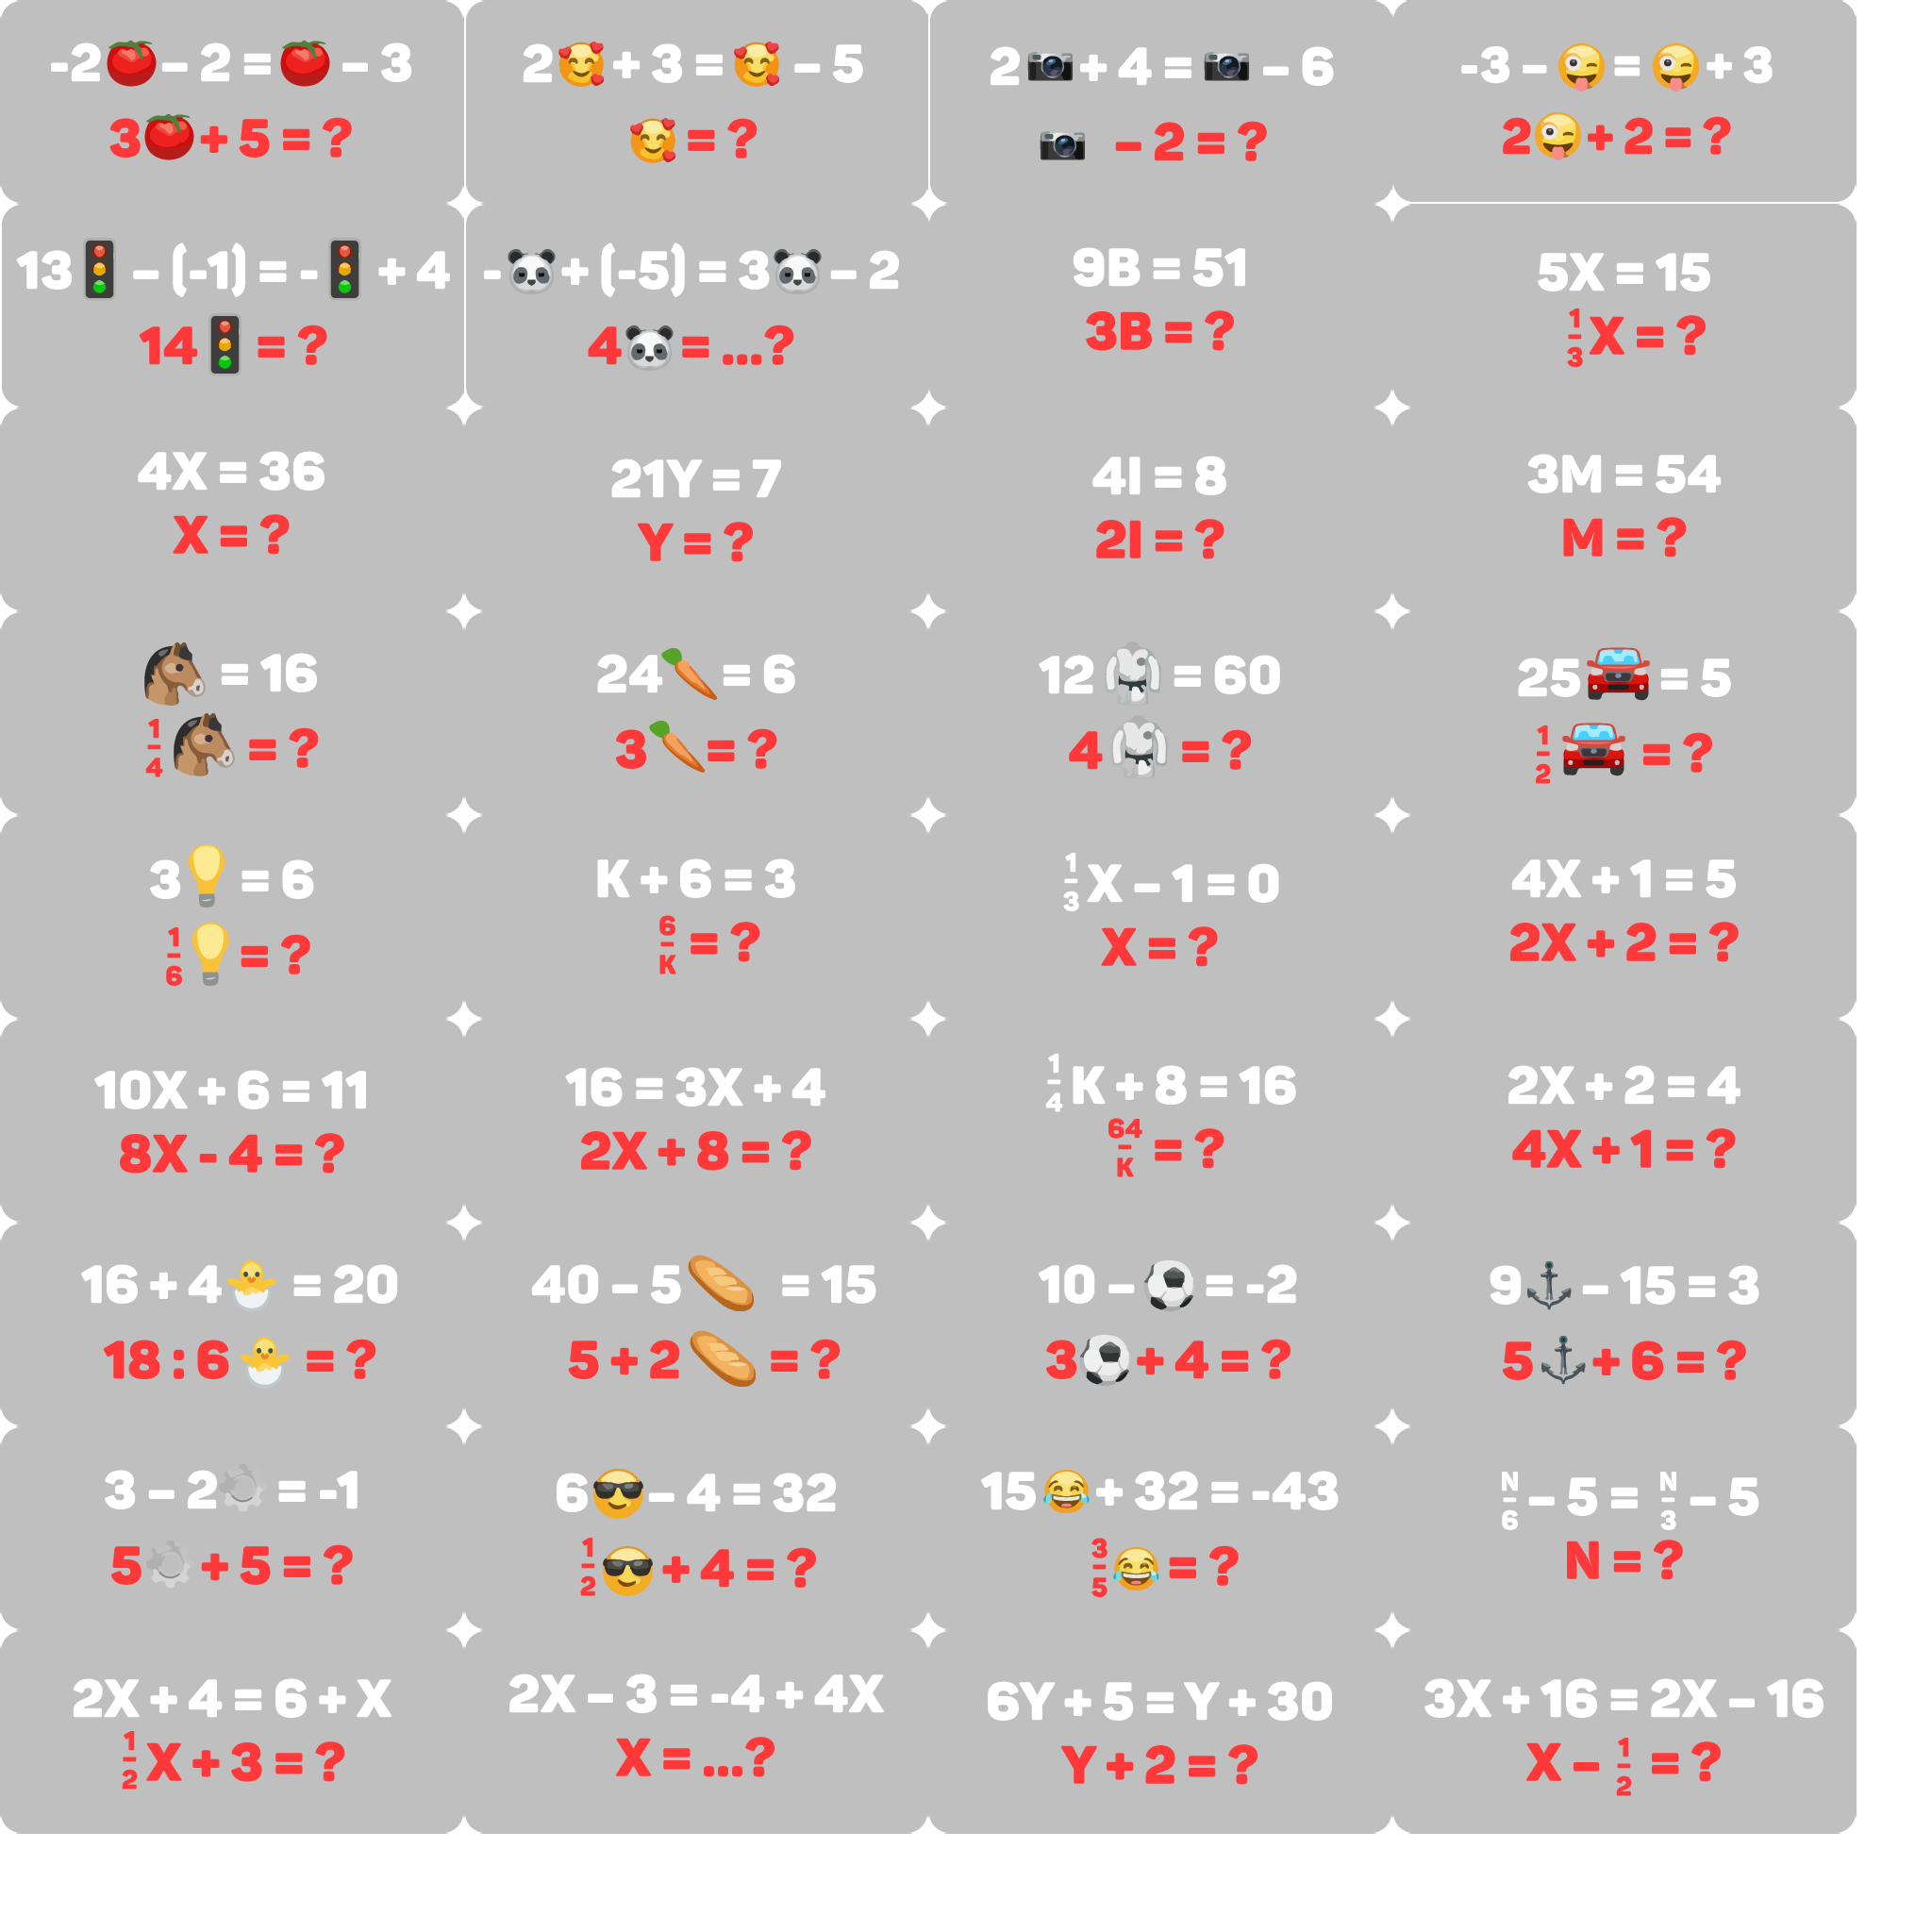 -2🍅 – 2 = 🍅 – 3
3🍅 + 5 = ?
2🥰 + 3 = 🥰 – 5
🥰 = ?
2📷 + 4 = 📷 – 6
📷 – 2 = ?
-3 – 😜 = 😜 + 3
2😜 + 2 = ?
13🚦 – (-1) = -🚦 + 4
14🚦 = ?
-🐼 + (-5) = 3🐼 – 2
4🐼 = ...?
9B = 51
3B = ?
5X = 15
1/3 X = ?
4X = 36
X = ?
21Y = 7
Y = ?
4I = 8
2I = ?
3M = 54
M = ?
🐴 = 16
1/4 🐴 = ?
24🥕 = 6
3🥕 = ?
12🥋 = 60
4🥋 = ?
25🚘 = 5
1/2 🚘 = ?
3💡 = 6
1/6 💡 = ?
K + 6 = 3
6/K = ?
1/3 X – 1 = 0
X = ?
4X + 1 = 5
2X + 2 = ?
10X + 6 = 11
8X - 4 = ?
16 = 3X + 4
2X + 8 = ?
1/4 K + 8 = 16
64/K = ?
2X + 2 = 4
4X + 1 = ?
16 + 4🐣 = 20
18 : 6🐣 = ?
40 – 5🥖 = 15
5 + 2🥖 = ?
10 – ⚽ = -2
3⚽ + 4 = ?
9⚓ – 15 = 3
5⚓ + 6 = ?
3 – 2⚙ = -1
5⚙ + 5 = ?
6😎 – 4 = 32
1/2 😎 + 4 = ?
15😂 + 32 = -43
3/5 😂 = ?
N/6 – 5 = N/3 – 5
N = ?
2X + 4 = 6 + X
1/2 X + 3 = ?
2X – 3 = -4 + 4X
X = ...?
6Y + 5 = Y + 30
Y + 2 = ?
3X + 16 = 2X – 16
X – 1/2 = ?